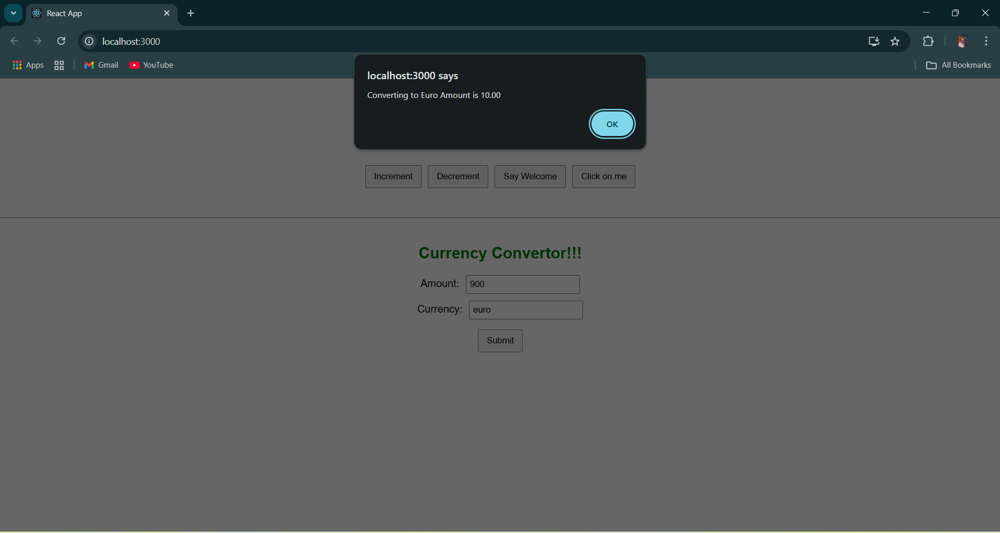 React App
localhost:3000
Apps
Gmail
YouTube
All Bookmarks
localhost:3000 says
Converting to Euro Amount is 10.00
OK
Increment
Decrement
Say Welcome
Click on me
Currency Convertor!!!
Amount: 900
Currency: euro
Submit